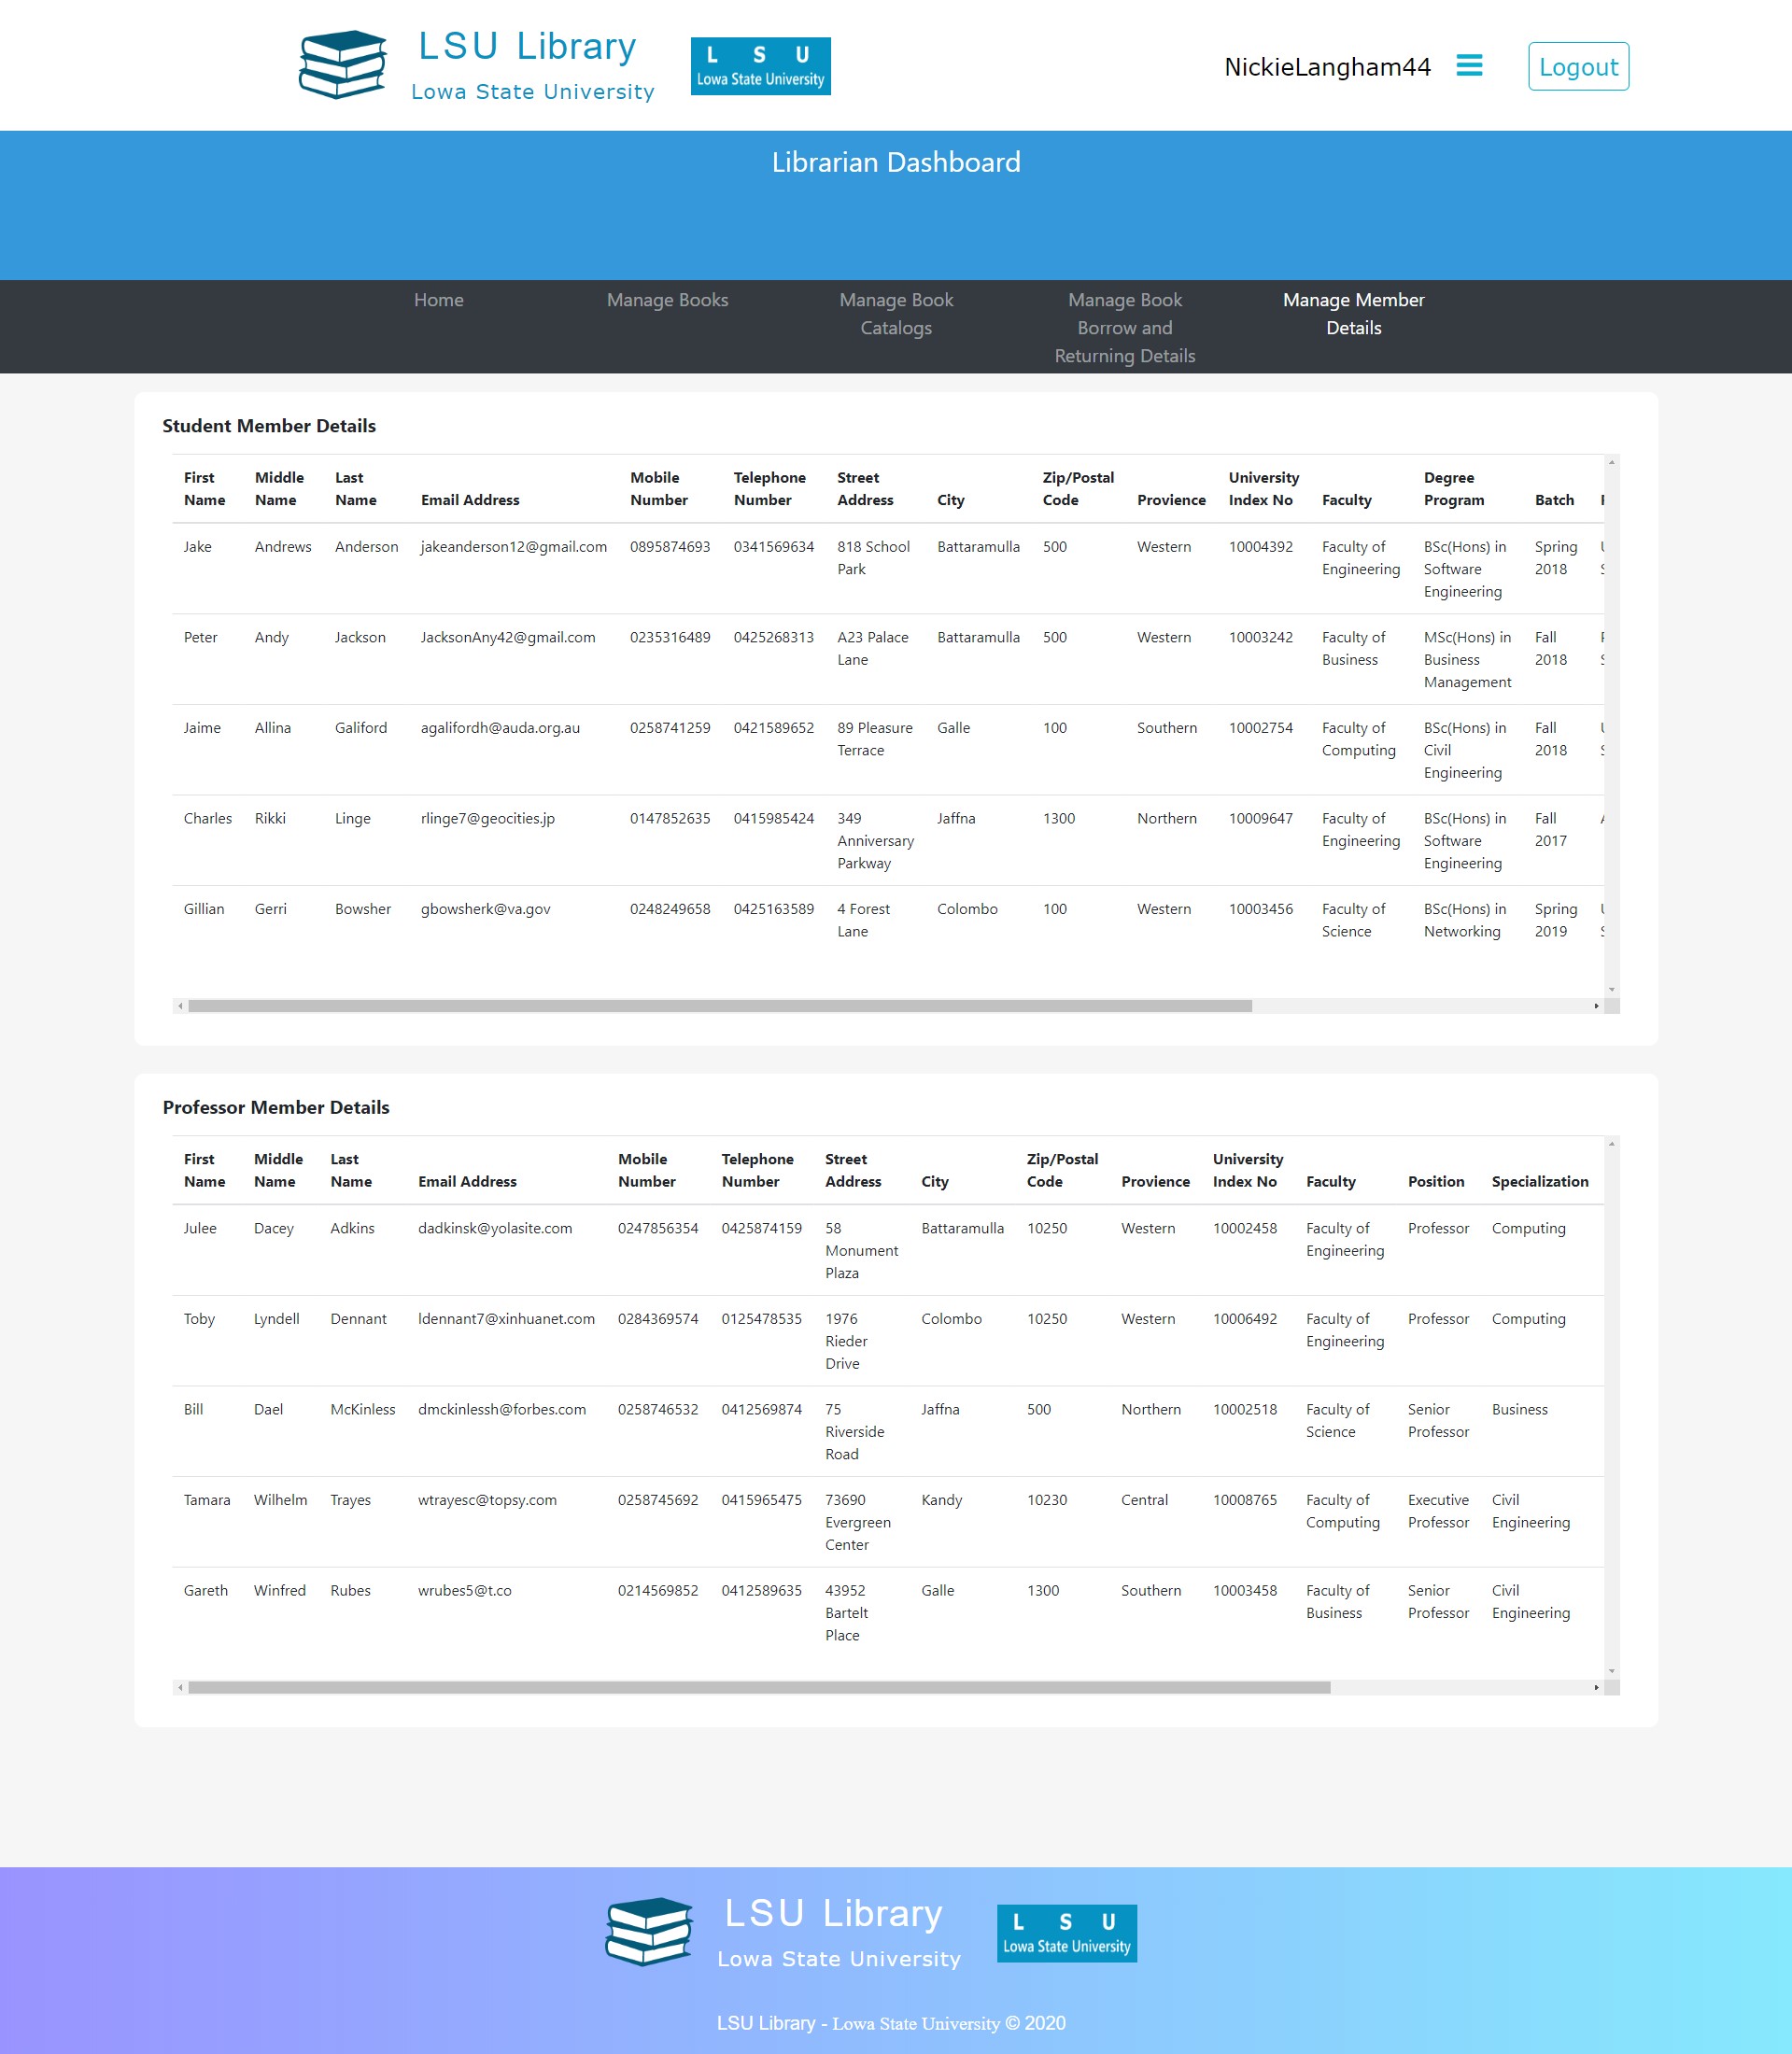 LSU Library
Lowa State University
L S U
Lowa State University
NickieLangham44
Logout
Librarian Dashboard
Home
Manage Books
Manage Book
Catalogs
Manage Book
Borrow and
Returning Details
Manage Member
Details
Student Member Details
First Name Middle Name Last Name Email Address Mobile Number Telephone Number Street Address City Zip/Postal Code Provience University Index No Faculty Degree Program Batch
Jake Andrews Anderson jakeanderson12@gmail.com 0895874693 0341569634 818 School Park Battaramulla 500 Western 10004392 Faculty of Engineering BSc(Hons) in Software Engineering Spring 2018
Peter Andy Jackson JacksonAny42@gmail.com 0235316489 0425268313 A23 Palace Lane Battaramulla 500 Western 10003242 Faculty of Business MSc(Hons) in Business Management Fall 2018
Jaime Allina Galiford agalifordh@auda.org.au 0258741259 0421589652 89 Pleasure Terrace Galle 100 Southern 10002754 Faculty of Computing BSc(Hons) in Civil Engineering Fall 2018
Charles Rikki Linge rlinge7@geocities.jp 0147852635 0415985424 349 Anniversary Parkway Jaffna 1300 Northern 10009647 Faculty of Engineering BSc(Hons) in Software Engineering Fall 2017
Gillian Gerri Bowsher gbowsherk@va.gov 0248249658 0425163589 4 Forest Lane Colombo 100 Western 10003456 Faculty of Science BSc(Hons) in Networking Spring 2019
Professor Member Details
First Name Middle Name Last Name Email Address Mobile Number Telephone Number Street Address City Zip/Postal Code Provience University Index No Faculty Position Specialization
Julee Dacey Adkins dadkinsk@yolasite.com 0247856354 0425874159 58 Monument Plaza Battaramulla 10250 Western 10002458 Faculty of Engineering Professor Computing
Toby Lyndell Dennant ldennant7@xinhuanet.com 0284369574 0125478535 1976 Rieder Drive Colombo 10250 Western 10006492 Faculty of Engineering Professor Computing
Bill Dael McKinless dmckinlessh@forbes.com 0258746532 0412569874 75 Riverside Road Jaffna 500 Northern 10002518 Faculty of Science Senior Professor Business
Tamara Wilhelm Trayes wtrayesc@topsy.com 0258745692 0415965475 73690 Evergreen Center Kandy 10230 Central 10008765 Faculty of Computing Executive Professor Civil Engineering
Gareth Winfred Rubes wrubes5@t.co 0214569852 0412589635 43952 Bartelt Place Galle 1300 Southern 10003458 Faculty of Business Senior Professor Civil Engineering
LSU Library
Lowa State University
L S U
Lowa State University
LSU Library - Lowa State University © 2020